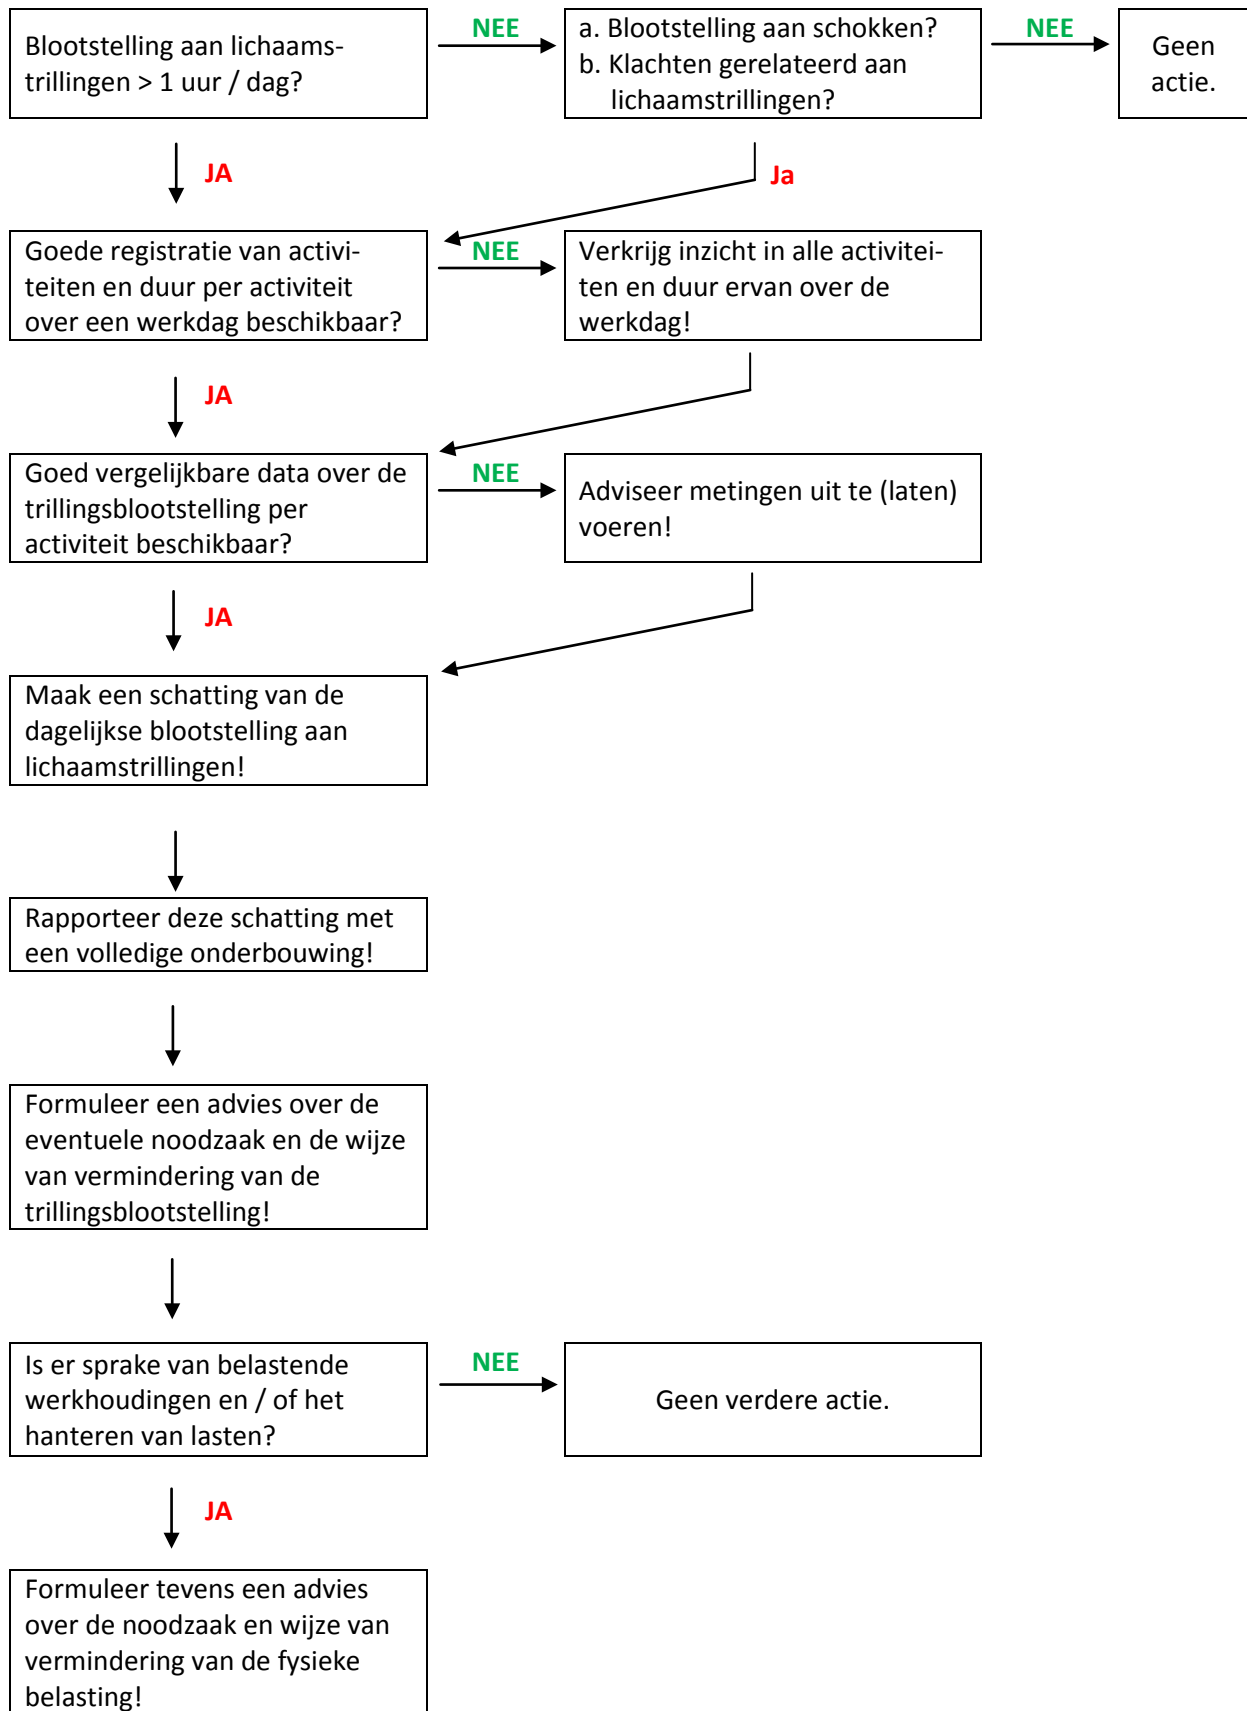 Blootstelling aan lichaams-
trillingen > 1 uur / dag?
NEE
a. Blootstelling aan schokken?
b. Klachten gerelateerd aan
lichaamstrillingen?
NEE
Geen
actie.
JA
Ja
Goede registratie van activi-
teiten en duur per activiteit
over een werkdag beschikbaar?
NEE
Verkrijg inzicht in alle activitei-
ten en duur ervan over de
werkdag!
JA
Goed vergelijkbare data over de
trillingsblootstelling per
activiteit beschikbaar?
NEE
Adviseer metingen uit te (laten)
voeren!
JA
Maak een schatting van de
dagelijkse blootstelling aan
lichaamstrillingen!
Rapporteer deze schatting met
een volledige onderbouwing!
Formuleer een advies over de
eventuele noodzaak en de wijze
van vermindering van de
trillingsblootstelling!
Is er sprake van belastende
werkhoudingen en / of het
hanteren van lasten?
NEE
Geen verdere actie.
JA
Formuleer tevens een advies
over de noodzaak en wijze van
vermindering van de fysieke
belasting!